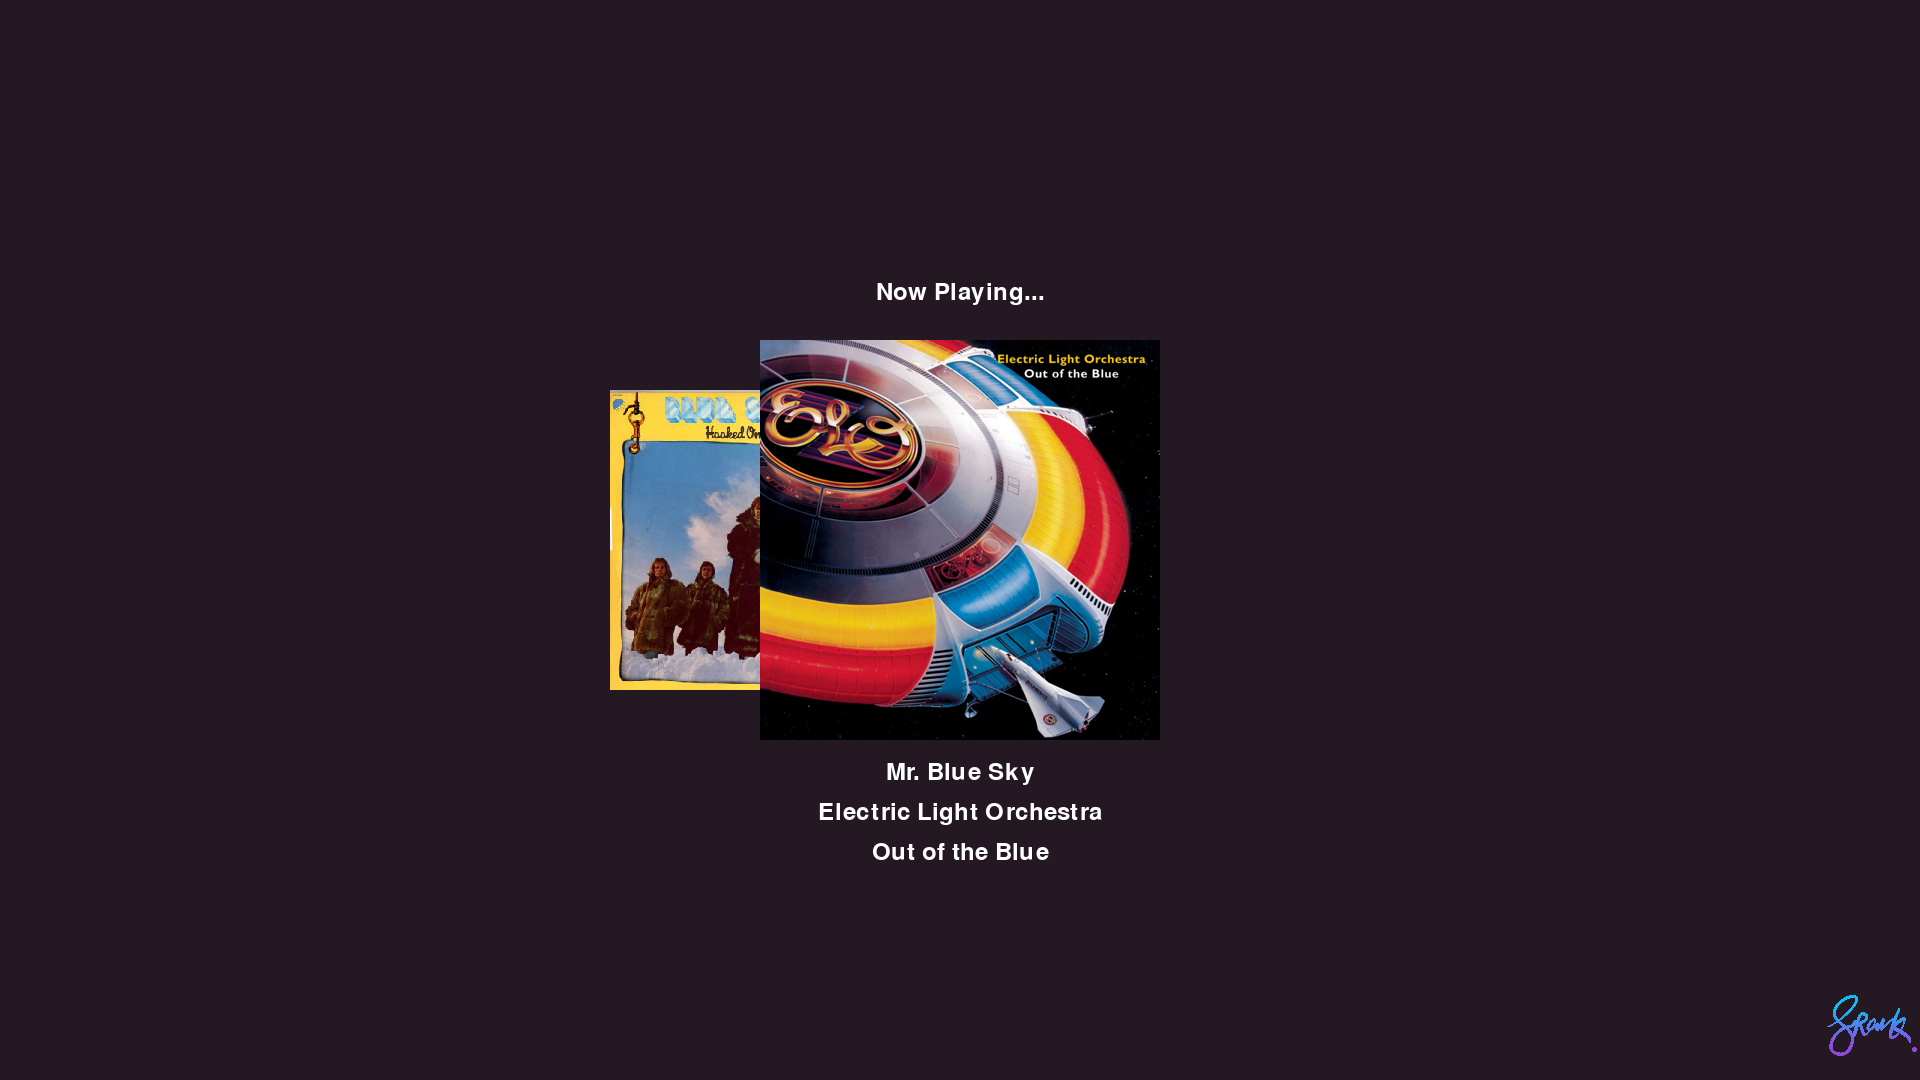 Now Playing...
Electric Light Orchestra
Out of the Blue
ELO
Hooked On
Mr. Blue Sky
Electric Light Orchestra
Out of the Blue